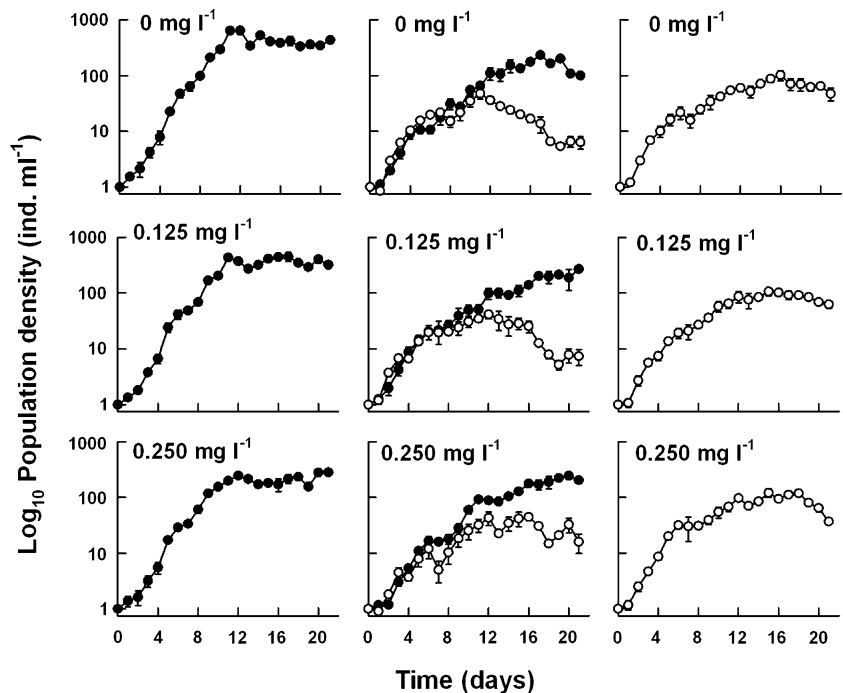 0 mg l⁻¹
0 mg l⁻¹
0 mg l⁻¹
1000
100
10
1
0.125 mg l⁻¹
0.125 mg l⁻¹
0.125 mg l⁻¹
1000
100
10
1
0.250 mg l⁻¹
0.250 mg l⁻¹
0.250 mg l⁻¹
1000
100
10
1
0 4 8 12 16 20
0 4 8 12 16 20
0 4 8 12 16 20
Log₁₀ Population density (ind. ml⁻¹)
Time (days)